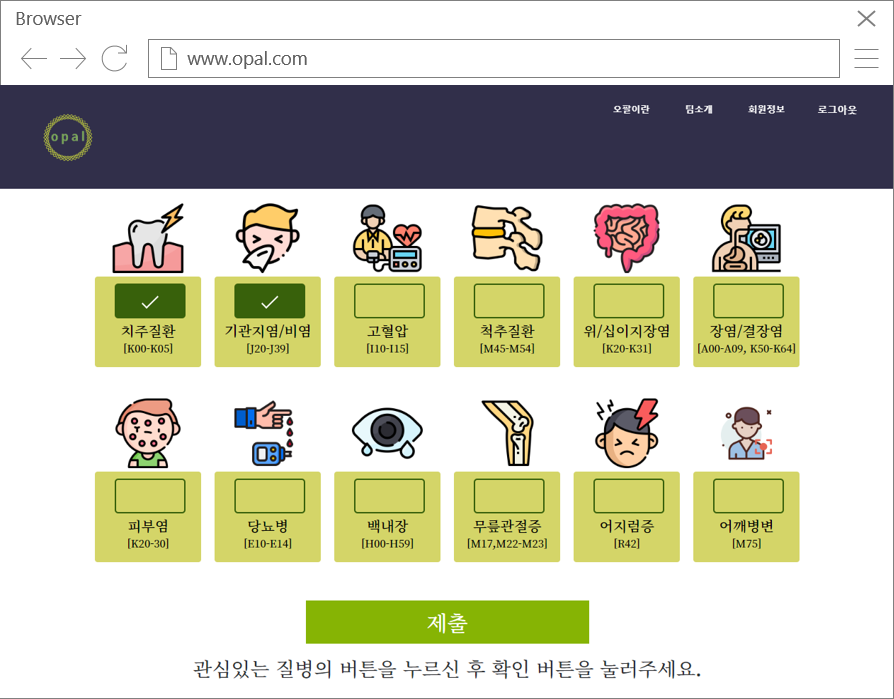 Browser
www.opal.com
오팔이란 팀소개 회원정보 로그아웃
opal
치주질환 기관지염/비염 고혈압 척추질환 위/십이지장염 장염/결장염
[K00-K05] [J20-J39] [I10-I15] [M45-M54] [K20-K31] [A00-A09, K50-K64]
피부염 당뇨병 백내장 무릎관절증 어지럼증 어깨병변
[K20-30] [E10-E14] [H00-H59] [M17,M22-M23] [R42] [M75]
제출
관심있는 질병의 버튼을 누르신 후 확인 버튼을 눌러주세요.